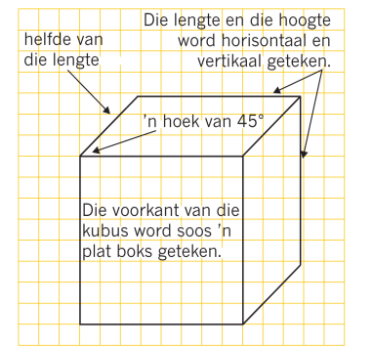 Die lengte en die hoogte
word horisontaal en
vertikaal geteken.
helfde van
die lengte
’n hoek van 45°
Die voorkant van die
kubus word soos ’n
plat boks geteken.